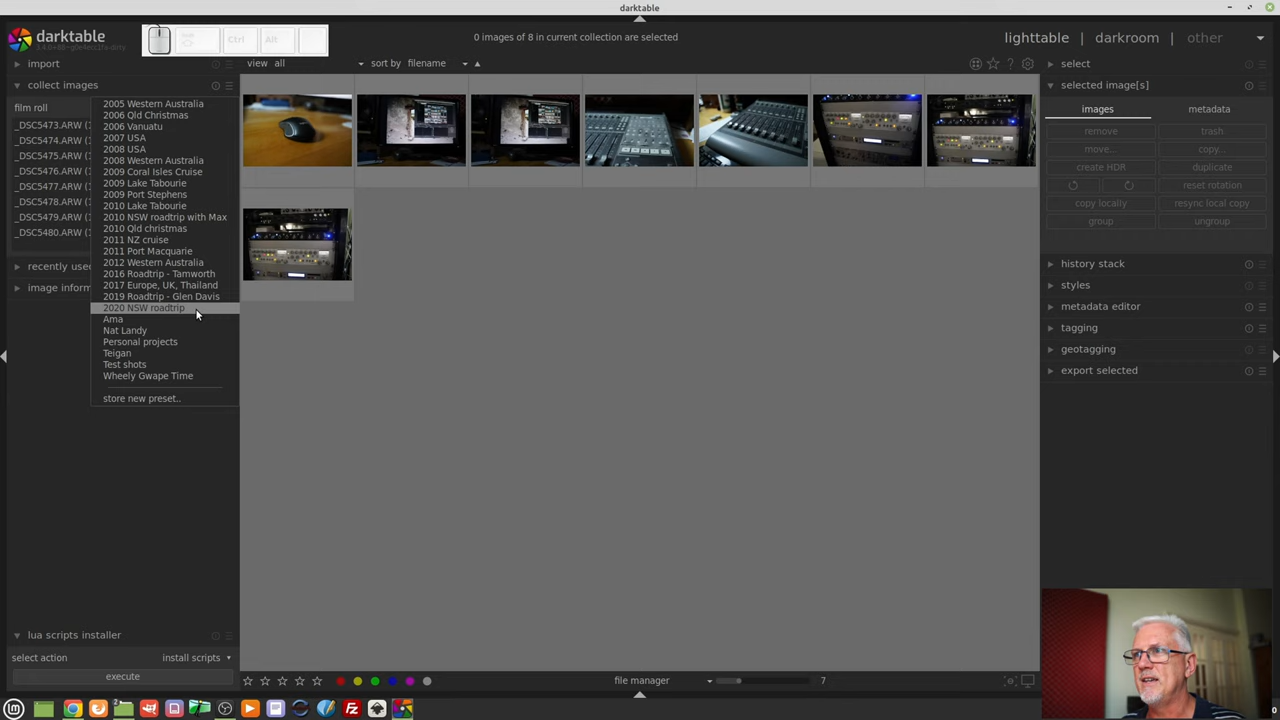 darktable
darktable
Ctrl
Alt
0 images of 8 in current collection are selected
lighttable | darkroom | other
import
view all
sort by filename
select
collect images
selected image[s]
film roll
images
metadata
_DSC5473.ARW (
_DSC5474.ARW (
_DSC5475.ARW (
_DSC5476.ARW (
_DSC5477.ARW (
_DSC5478.ARW (
_DSC5479.ARW (
_DSC5480.ARW (
2005 Western Australia
2006 Qld Christmas
2006 Vanuatu
2007 USA
2008 USA
2008 Western Australia
2009 Coral Isles Cruise
2009 Lake Tabourie
2009 Port Stephens
2010 Lake Tabourie
2010 NSW roadtrip with Max
2010 Qld christmas
2011 NZ cruise
2011 Port Macquarie
2012 Western Australia
2016 Roadtrip - Tamworth
2017 Europe, UK, Thailand
2019 Roadtrip - Glen Davis
2020 NSW roadtrip
Ama
Nat Landy
Personal projects
Teigan
Test shots
Wheely Gwape Time
store new preset..
remove
trash
move...
copy...
create HDR
duplicate
reset rotation
copy locally
resync local copy
group
ungroup
recently used
image inform
history stack
styles
metadata editor
tagging
geotagging
export selected
lua scripts installer
select action
install scripts
execute
file manager
7